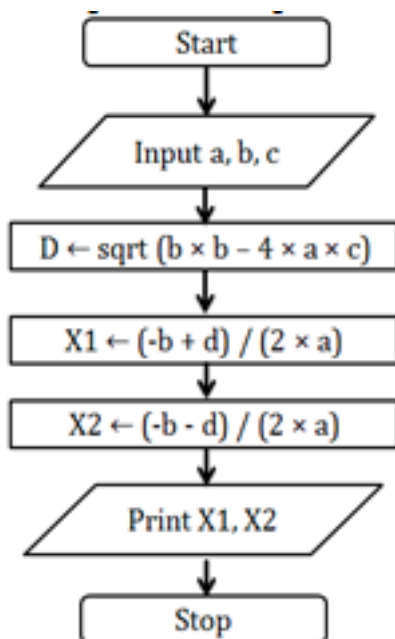 Start
Input a, b, c
D ← sqrt (b × b – 4 × a × c)
X1 ← (-b + d) / (2 × a)
X2 ← (-b - d) / (2 × a)
Print X1, X2
Stop